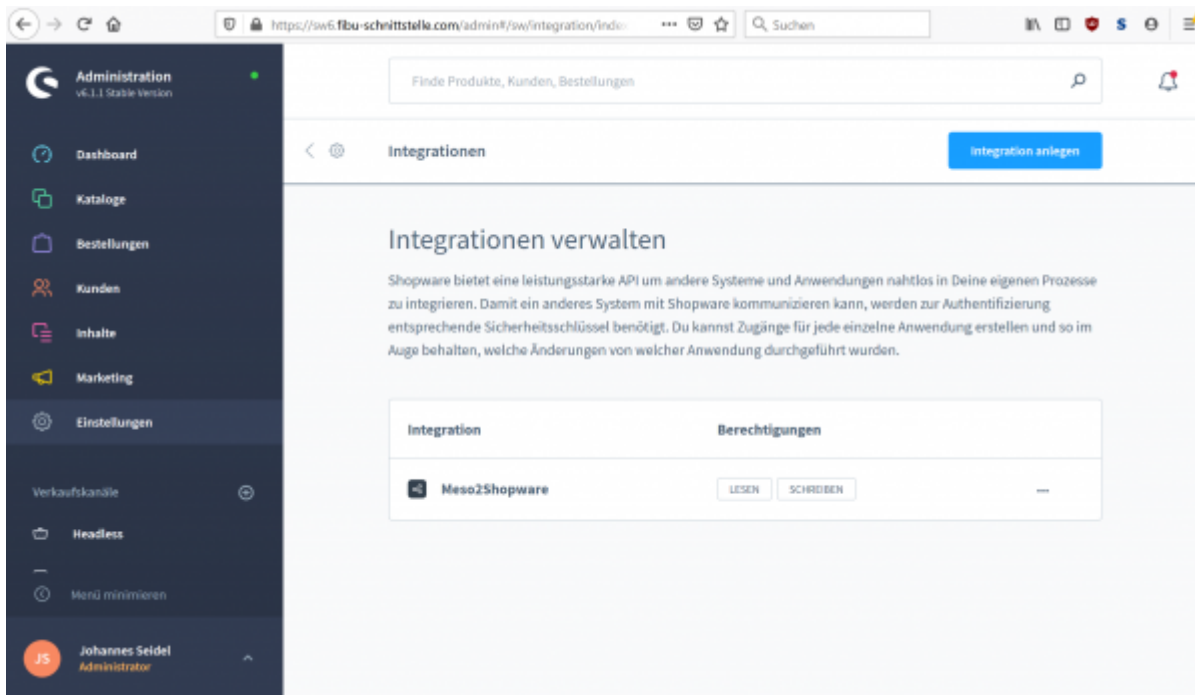 https://sw6.fibu-schnittstelle.com/admin#/sw/integration/inde
Suchen
Administration
v6.1.1 Stable Version
Finde Produkte, Kunden, Bestellungen
Dashboard
Integrationen
Integration anlegen
Kataloge
Bestellungen
Kunden
Inhalte
Marketing
Einstellungen
Verkaufskanäle
Headless
Menü minimieren
JS
Johannes Seidel
Administrator
Integrationen verwalten
Shopware bietet eine leistungsstarke API um andere Systeme und Anwendungen nahtlos in Deine eigenen Prozesse
zu integrieren. Damit ein anderes System mit Shopware kommunizieren kann, werden zur Authentifizierung
entsprechende Sicherheitsschlüssel benötigt. Du kannst Zugänge für jede einzelne Anwendung erstellen und so im
Auge behalten, welche Änderungen von welcher Anwendung durchgeführt wurden.
Integration Berechtigungen
Meso2Shopware LESEN SCHREIBEN